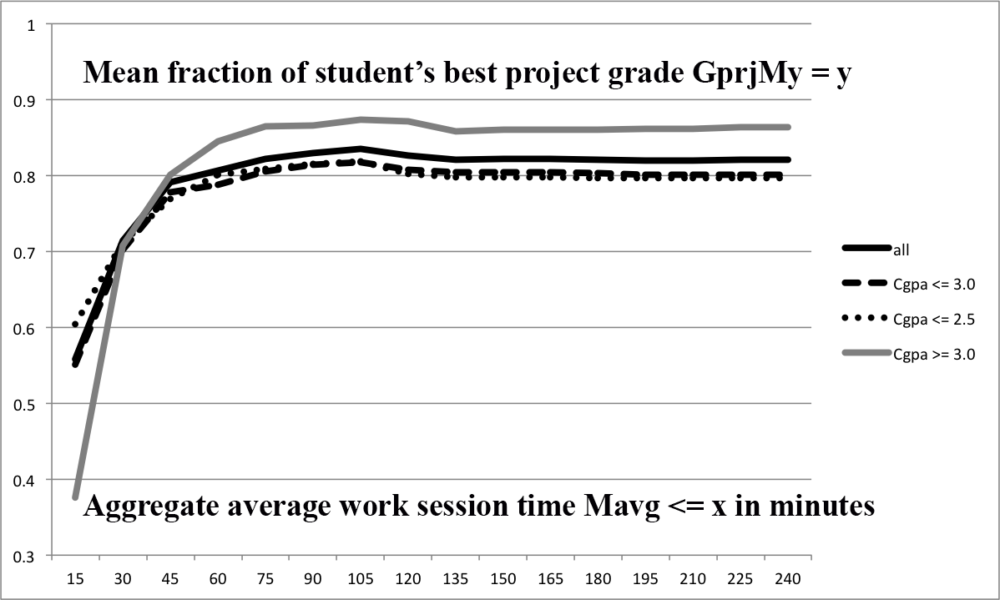 1
Mean fraction of student’s best project grade GprjMy = y
0.9
0.8
0.7
0.6
0.5
0.4
0.3
all
Cgpa <= 3.0
Cgpa <= 2.5
Cgpa >= 3.0
Aggregate average work session time Mavg <= x in minutes
15 30 45 60 75 90 105 120 135 150 165 180 195 210 225 240